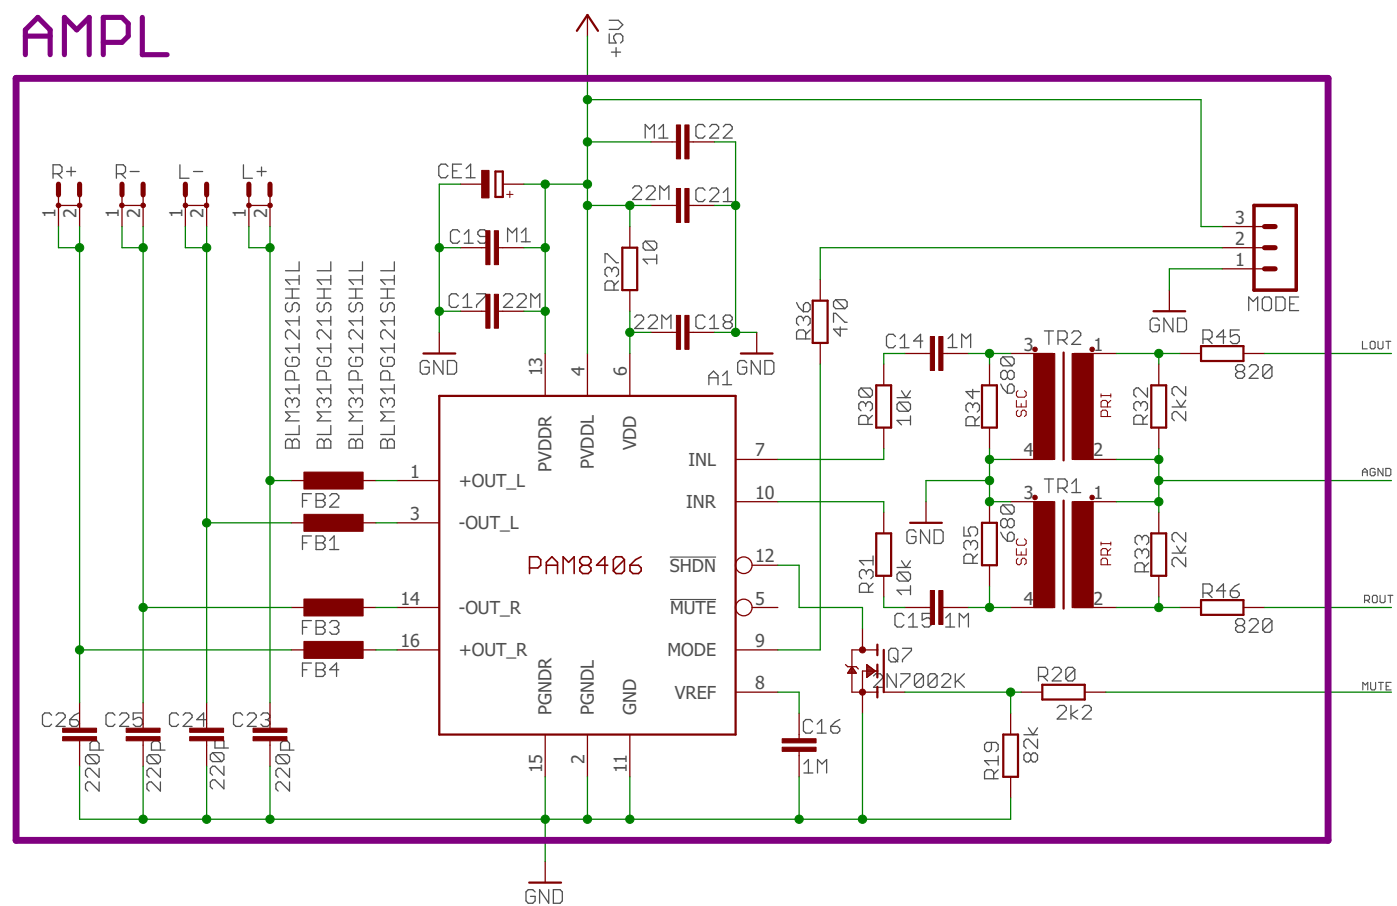 AMPL
+5V
M1 C22
R+ R- L- L+
CE1 +
22M C21
1 2 1 2 1 2 1 2
3
2
1
MODE
GND
C19 M1
R37 10
C17 22M
22M C18
GND
GND
R36 470
BLM31PG121SH1L
BLM31PG121SH1L
BLM31PG121SH1L
BLM31PG121SH1L
13 4 6
A1
C14 1M
TR2
R45
820
LOUT
3 1
R30 10k
R34 680
SEC PRI
R32 2k2
4 2
PVDDR PVDDL VDD
INL 7
1 +OUT_L
FB2
AGND
TR1
INR 10
3 -OUT_L
FB1
GND
3 1
R31 10k
R35 680
SEC PRI
R33 2k2
4 2
PAM8406
SHDN 12
MUTE 5
14 -OUT_R
FB3
C15 1M
R46
820
ROUT
MODE 9
16 +OUT_R
FB4
Q7
2N7002K
VREF 8
R20
2k2
MUTE
PGNDR PGNDL GND
15 2 11
C26 C25 C24 C23
220p 220p 220p 220p
C16
1M
R19 82k
GND